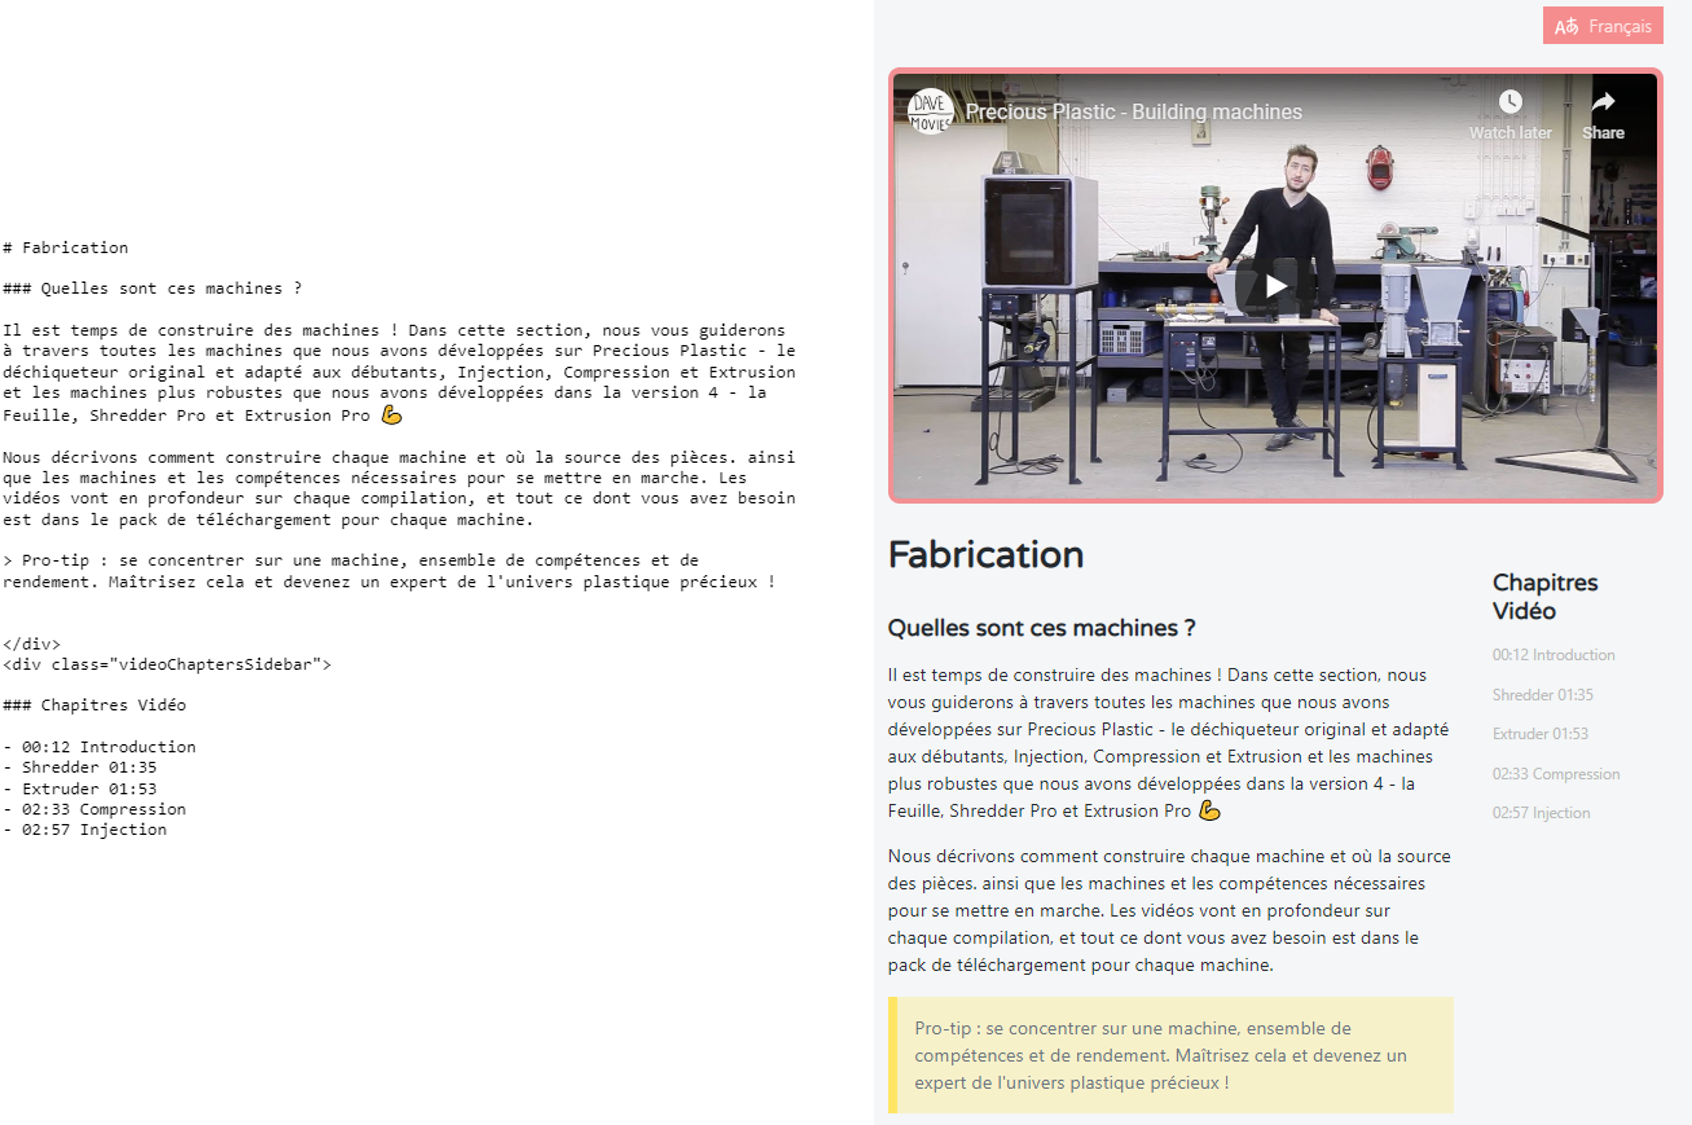 # Fabrication
### Quelles sont ces machines ?
Il est temps de construire des machines ! Dans cette section, nous vous guiderons
à travers toutes les machines que nous avons développées sur Precious Plastic - le
déchiqueteur original et adapté aux débutants, Injection, Compression et Extrusion
et les machines plus robustes que nous avons développées dans la version 4 - la
Feuille, Shredder Pro et Extrusion Pro 💪
Nous décrivons comment construire chaque machine et où la source des pièces. ainsi
que les machines et les compétences nécessaires pour se mettre en marche. Les
vidéos vont en profondeur sur chaque compilation, et tout ce dont vous avez besoin
est dans le pack de téléchargement pour chaque machine.
> Pro-tip : se concentrer sur une machine, ensemble de compétences et de
rendement. Maîtrisez cela et devenez un expert de l'univers plastique précieux !
</div>
<div class="videoChaptersSidebar">
### Chapitres Vidéo
- 00:12 Introduction
- Shredder 01:35
- Extruder 01:53
- 02:33 Compression
- 02:57 Injection
Aあ Français
DAVE
MOVIES
Precious Plastic - Building machines
Watch later
Share
Fabrication
Quelles sont ces machines ?
Il est temps de construire des machines ! Dans cette section, nous
vous guiderons à travers toutes les machines que nous avons
développées sur Precious Plastic - le déchiqueteur original et adapté
aux débutants, Injection, Compression et Extrusion et les machines
plus robustes que nous avons développées dans la version 4 - la
Feuille, Shredder Pro et Extrusion Pro 💪
Nous décrivons comment construire chaque machine et où la source
des pièces. ainsi que les machines et les compétences nécessaires
pour se mettre en marche. Les vidéos vont en profondeur sur
chaque compilation, et tout ce dont vous avez besoin est dans le
pack de téléchargement pour chaque machine.
Pro-tip : se concentrer sur une machine, ensemble de
compétences et de rendement. Maîtrisez cela et devenez un
expert de l'univers plastique précieux !
Chapitres
Vidéo
00:12 Introduction
Shredder 01:35
Extruder 01:53
02:33 Compression
02:57 Injection